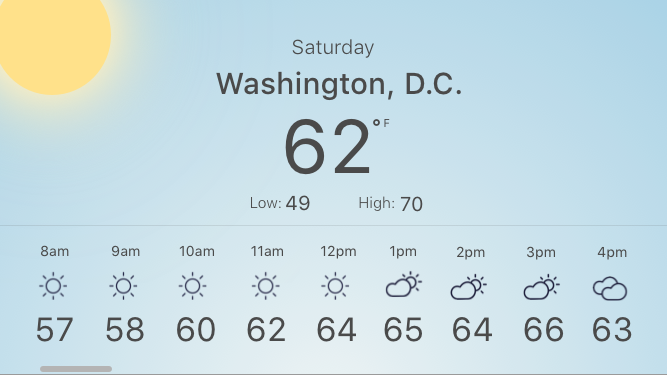 Saturday
Washington, D.C.
62°F
Low: 49 High: 70
8am 9am 10am 11am 12pm 1pm 2pm 3pm 4pm
57 58 60 62 64 65 64 66 63